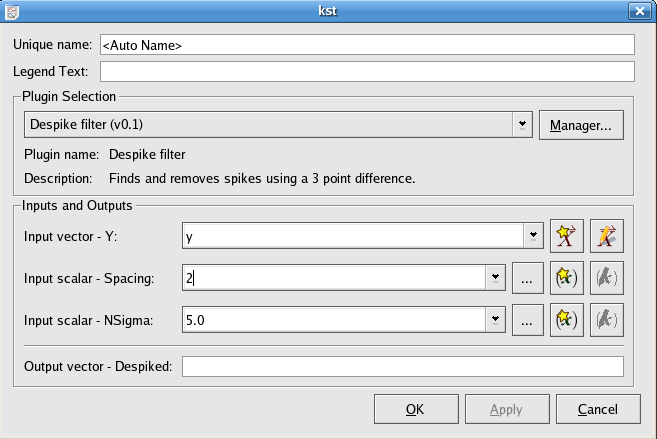 kst
Unique name: <Auto Name>
Legend Text:
Plugin Selection
Despike filter (v0.1) Manager...
Plugin name: Despike filter
Description: Finds and removes spikes using a 3 point difference.
Inputs and Outputs
Input vector - Y: y
Input scalar - Spacing: 2 ...
Input scalar - NSigma: 5.0 ...
Output vector - Despiked:
OK Apply Cancel